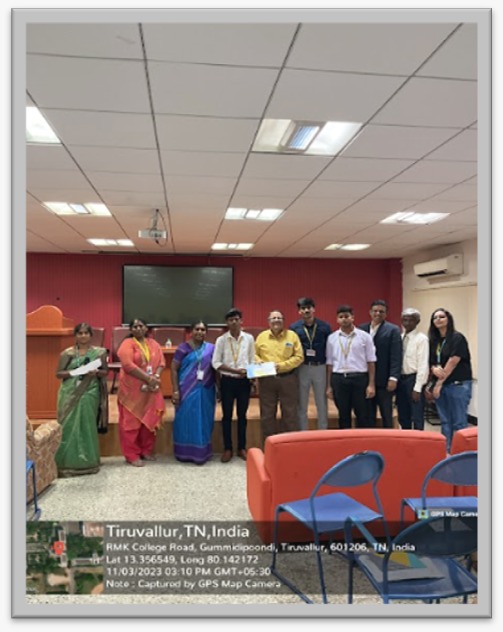 GPS Map Camera
Tiruvallur,TN,India
RMK College Road, Gummidipoondi, Tiruvallur, 601206, TN, India
Lat 13.356549, Long 80.142172
11/03/2023 03:10 PM GMT+05:30
Note : Captured by GPS Map Camera